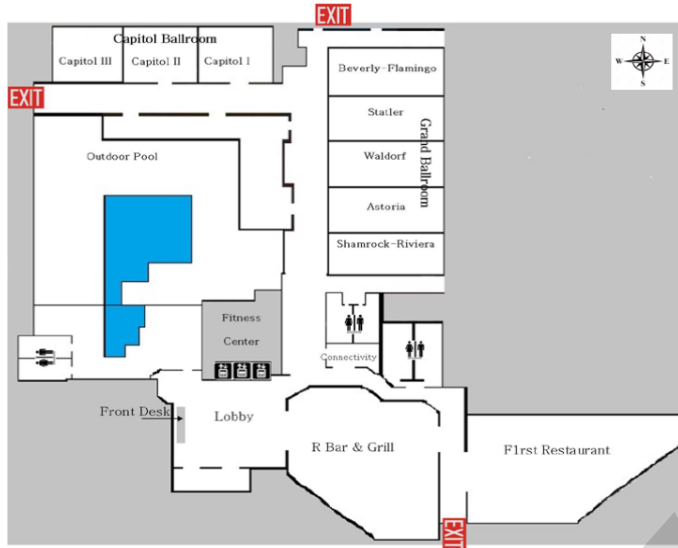 EXIT
Capitol Ballroom
Capitol III
Capitol II
Capitol I
N
W
E
S
Beverly-Flamingo
EXIT
Statler
Grand Ballroom
Outdoor Pool
Waldorf
Astoria
Shamrock-Riviera
Fitness
Center
Connectivity
Front Desk
Lobby
R Bar & Grill
F1rst Restaurant
EXIT